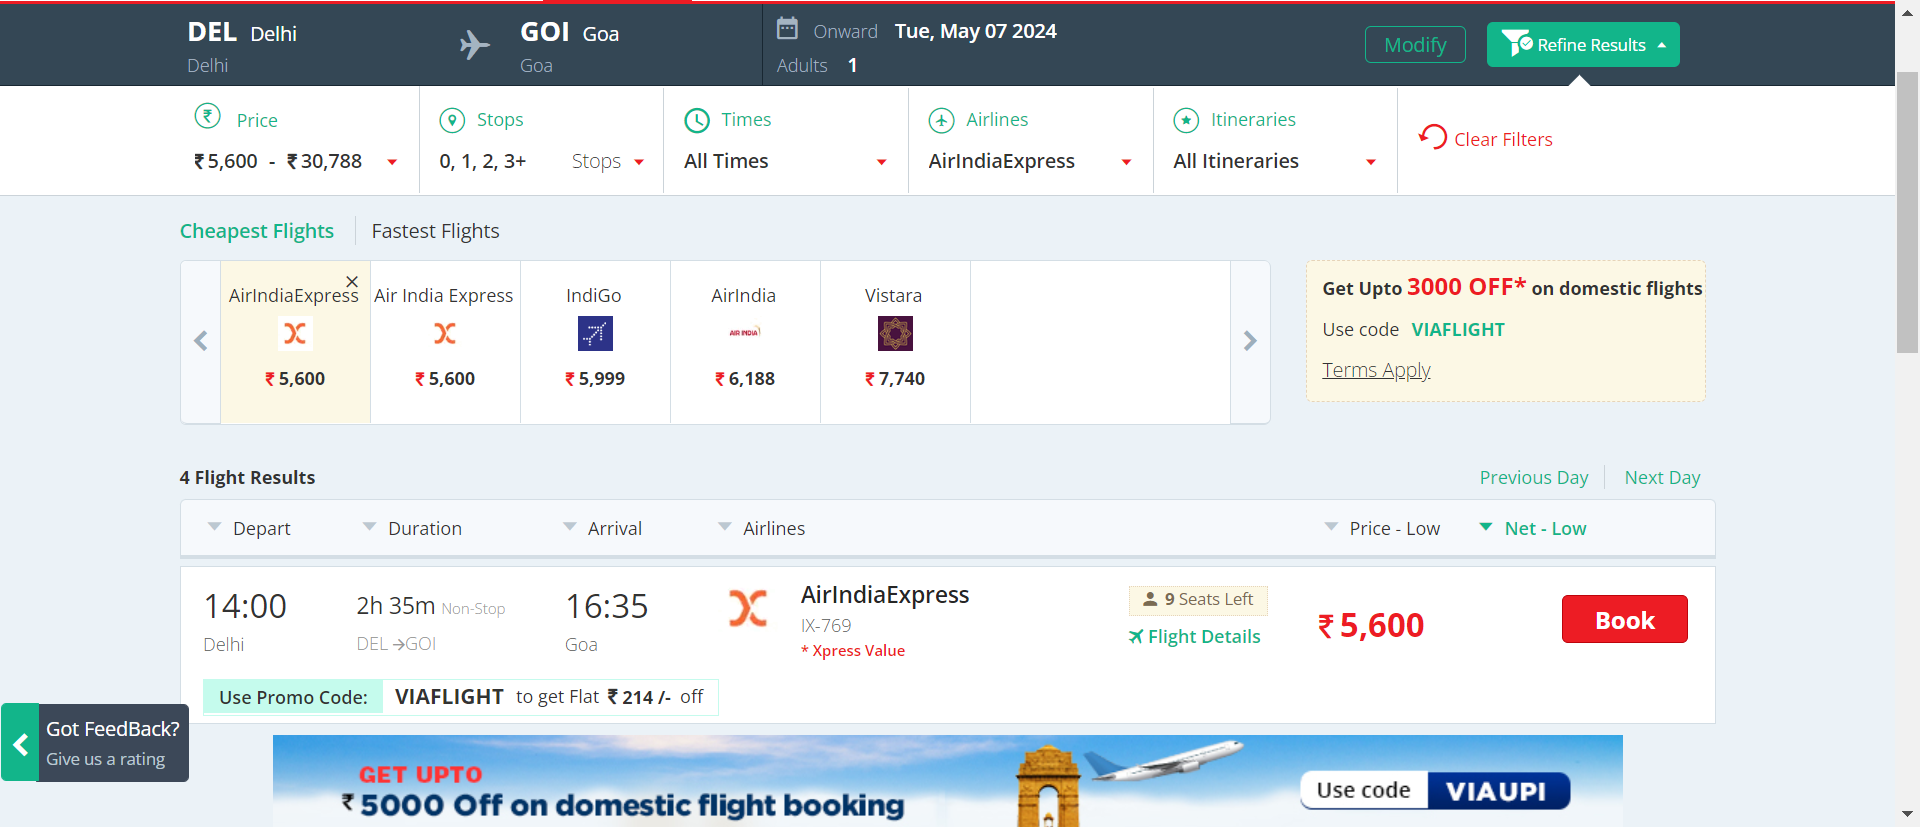 DEL Delhi
Delhi
GOI Goa
Goa
Onward Tue, May 07 2024
Adults 1
Modify
Refine Results
Price
₹ 5,600 - ₹ 30,788
Stops
0, 1, 2, 3+ Stops
Times
All Times
Airlines
AirIndiaExpress
Itineraries
All Itineraries
Clear Filters
Cheapest Flights
Fastest Flights
AirIndiaExpress
₹ 5,600
Air India Express
₹ 5,600
IndiGo
₹ 5,999
AirIndia
AIR INDIA
₹ 6,188
Vistara
₹ 7,740
Get Upto 3000 OFF* on domestic flights
Use code VIAFLIGHT
Terms Apply
4 Flight Results
Previous Day
Next Day
Depart
Duration
Arrival
Airlines
Price - Low
Net - Low
14:00
Delhi
2h 35m Non-Stop
DEL → GOI
16:35
Goa
AirIndiaExpress
IX-769
* Xpress Value
9 Seats Left
Flight Details
₹ 5,600
Book
Use Promo Code: VIAFLIGHT to get Flat ₹ 214 /- off
Got FeedBack?
Give us a rating
GET UPTO
₹ 5000 Off on domestic flight booking
Use code VIAUPI